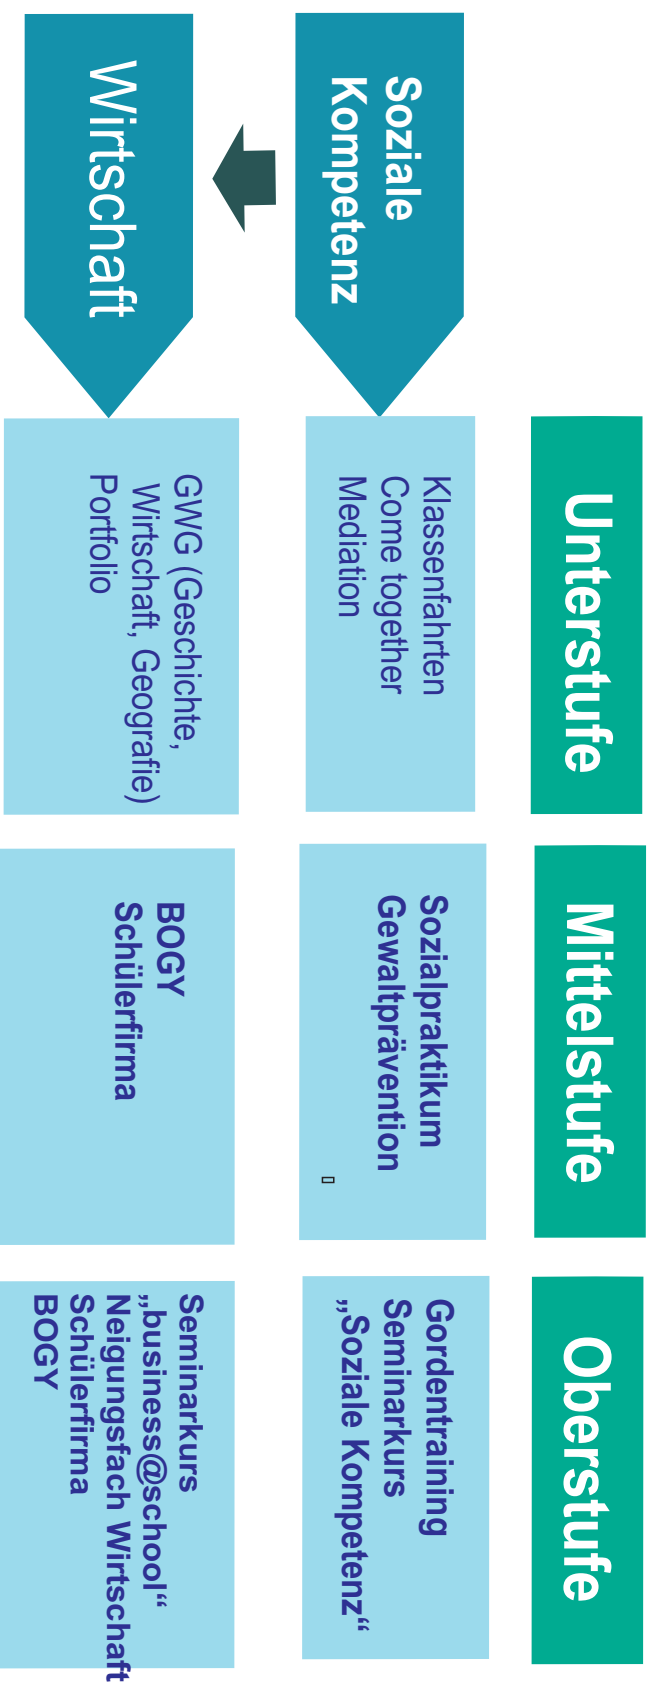 Unterstufe
Mittelstufe
Oberstufe
Soziale
Kompetenz
Klassenfahrten
Come together
Mediation
Sozialpraktikum
Gewaltprävention
Gordentraining
Seminarkurs
„Soziale Kompetenz“
Wirtschaft
GWG (Geschichte,
Wirtschaft, Geografie)
Portfolio
BOGY
Schülerfirma
Seminarkurs
„business@school“
Neigungsfach Wirtschaft
Schülerfirma
BOGY